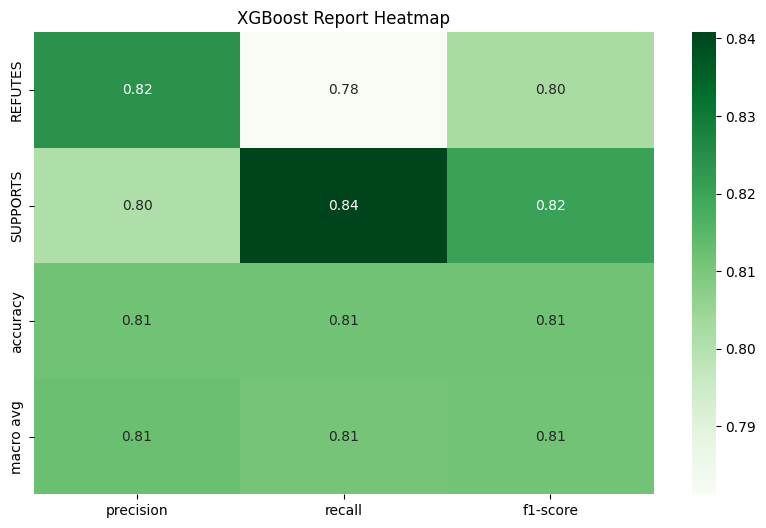 XGBoost Report Heatmap
REFUTES 0.82 0.78 0.80
SUPPORTS 0.80 0.84 0.82
accuracy 0.81 0.81 0.81
macro avg 0.81 0.81 0.81
precision recall f1-score
0.84
0.83
0.82
0.81
0.80
0.79